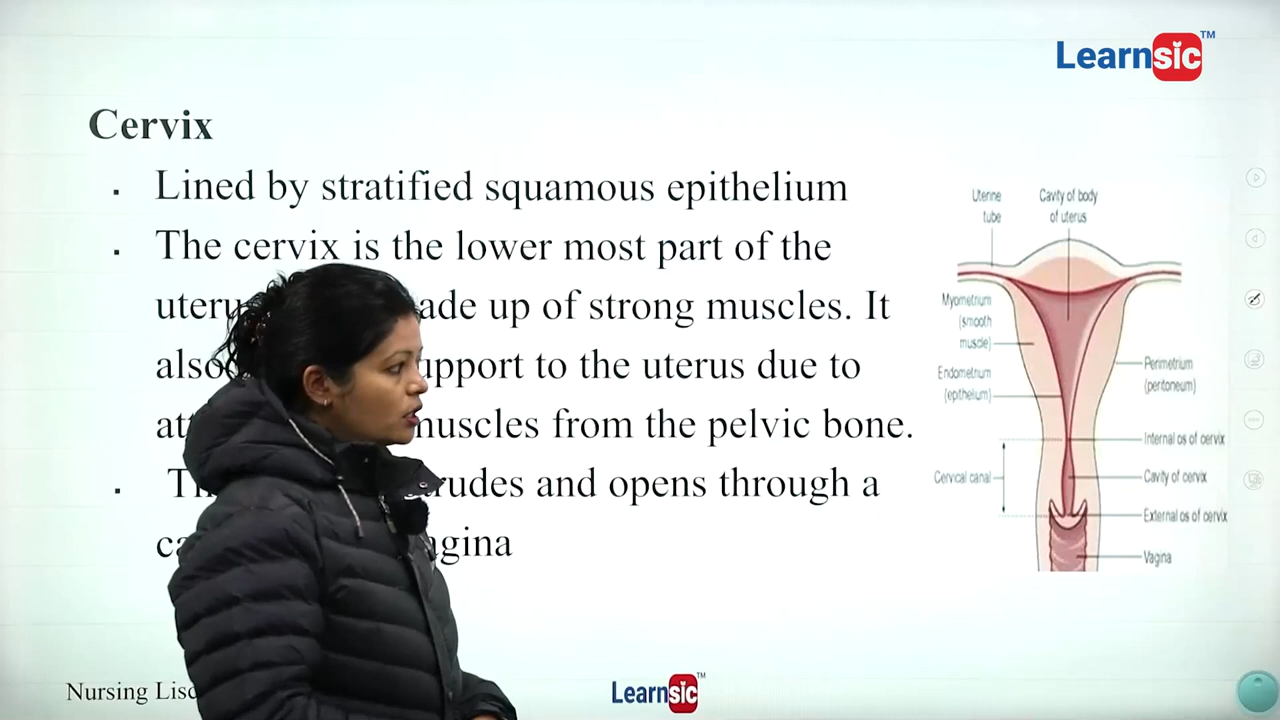 Learnsic™
Cervix
▪ Lined by stratified squamous epithelium
▪ The cervix is the lower most part of the
uteru ade up of strong muscles. It
also upport to the uterus due to
att muscles from the pelvic bone.
▪ Th trudes and opens through a
ca agina
Uterine
tube
Cavity of body
of uterus
Myometrium
(smooth
muscle)
Endometrium
(epithelium)
Perimetrium
(peritoneum)
Internal os of cervix
Cervical canal
Cavity of cervix
External os of cervix
Vagina
Nursing Lisc
Learnsic™